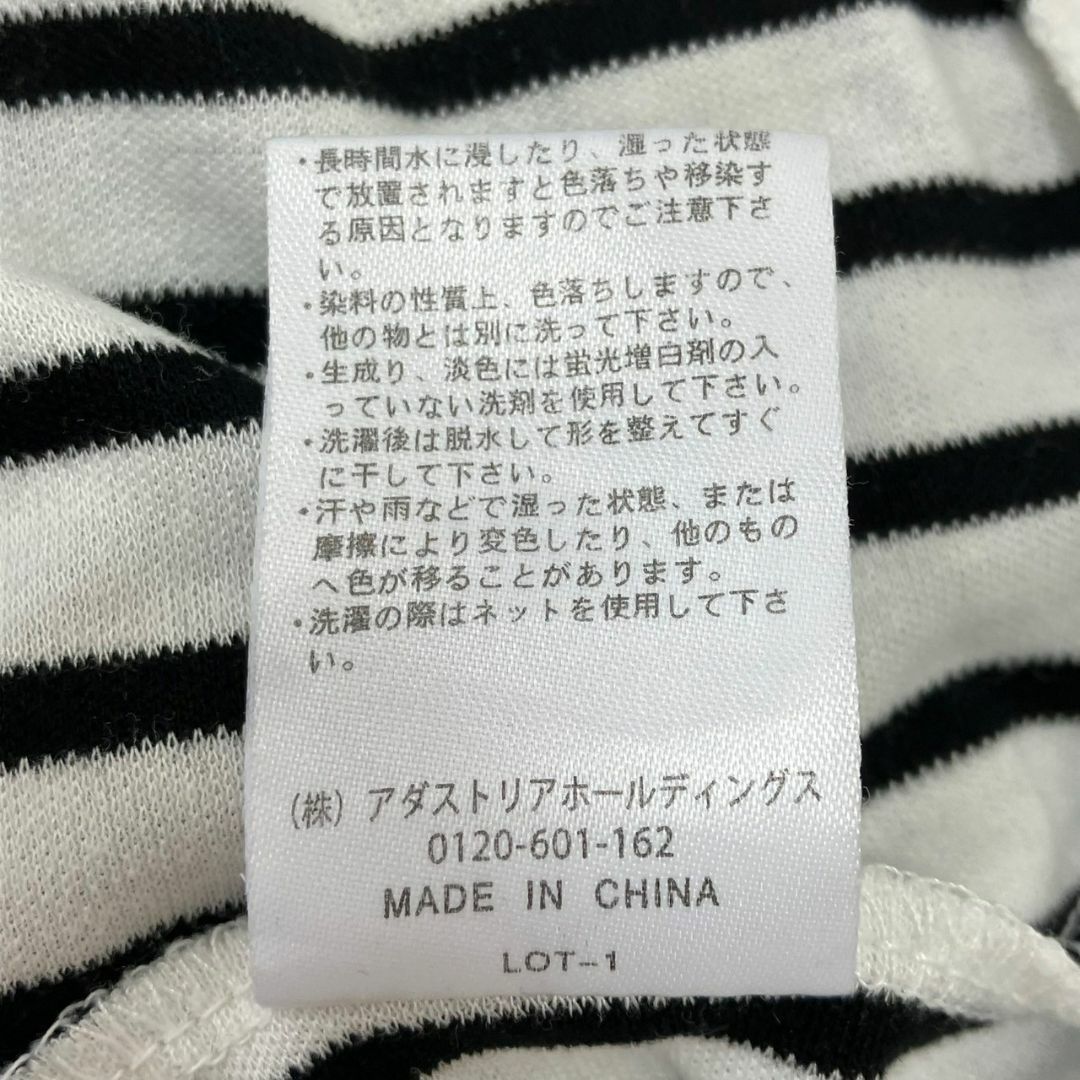 ・長時間水に浸したり、湿った状態
で放置されますと色落ちや移染す
る原因となりますのでご注意下さ
い。
・染料の性質上、色落ちしますので、
他の物とは別に洗って下さい。
・生成り、淡色には蛍光増白剤の入
っていない洗剤を使用して下さい。
・洗濯後は脱水して形を整えてすぐ
に干して下さい。
・汗や雨などで湿った状態、または
摩擦により変色したり、他のもの
へ色が移ることがあります。
・洗濯の際はネットを使用して下さ
い。
(株) アダストリアホールディングス
0120-601-162
MADE IN CHINA
LOT-1